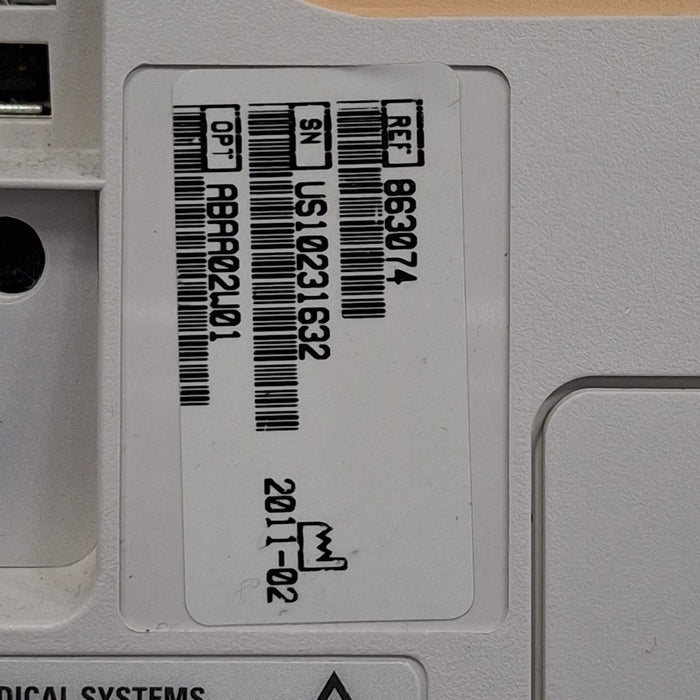 REF 863074
SN US10231632
OPT ABAA02W01
2011-02
DICAL SYSTEMS